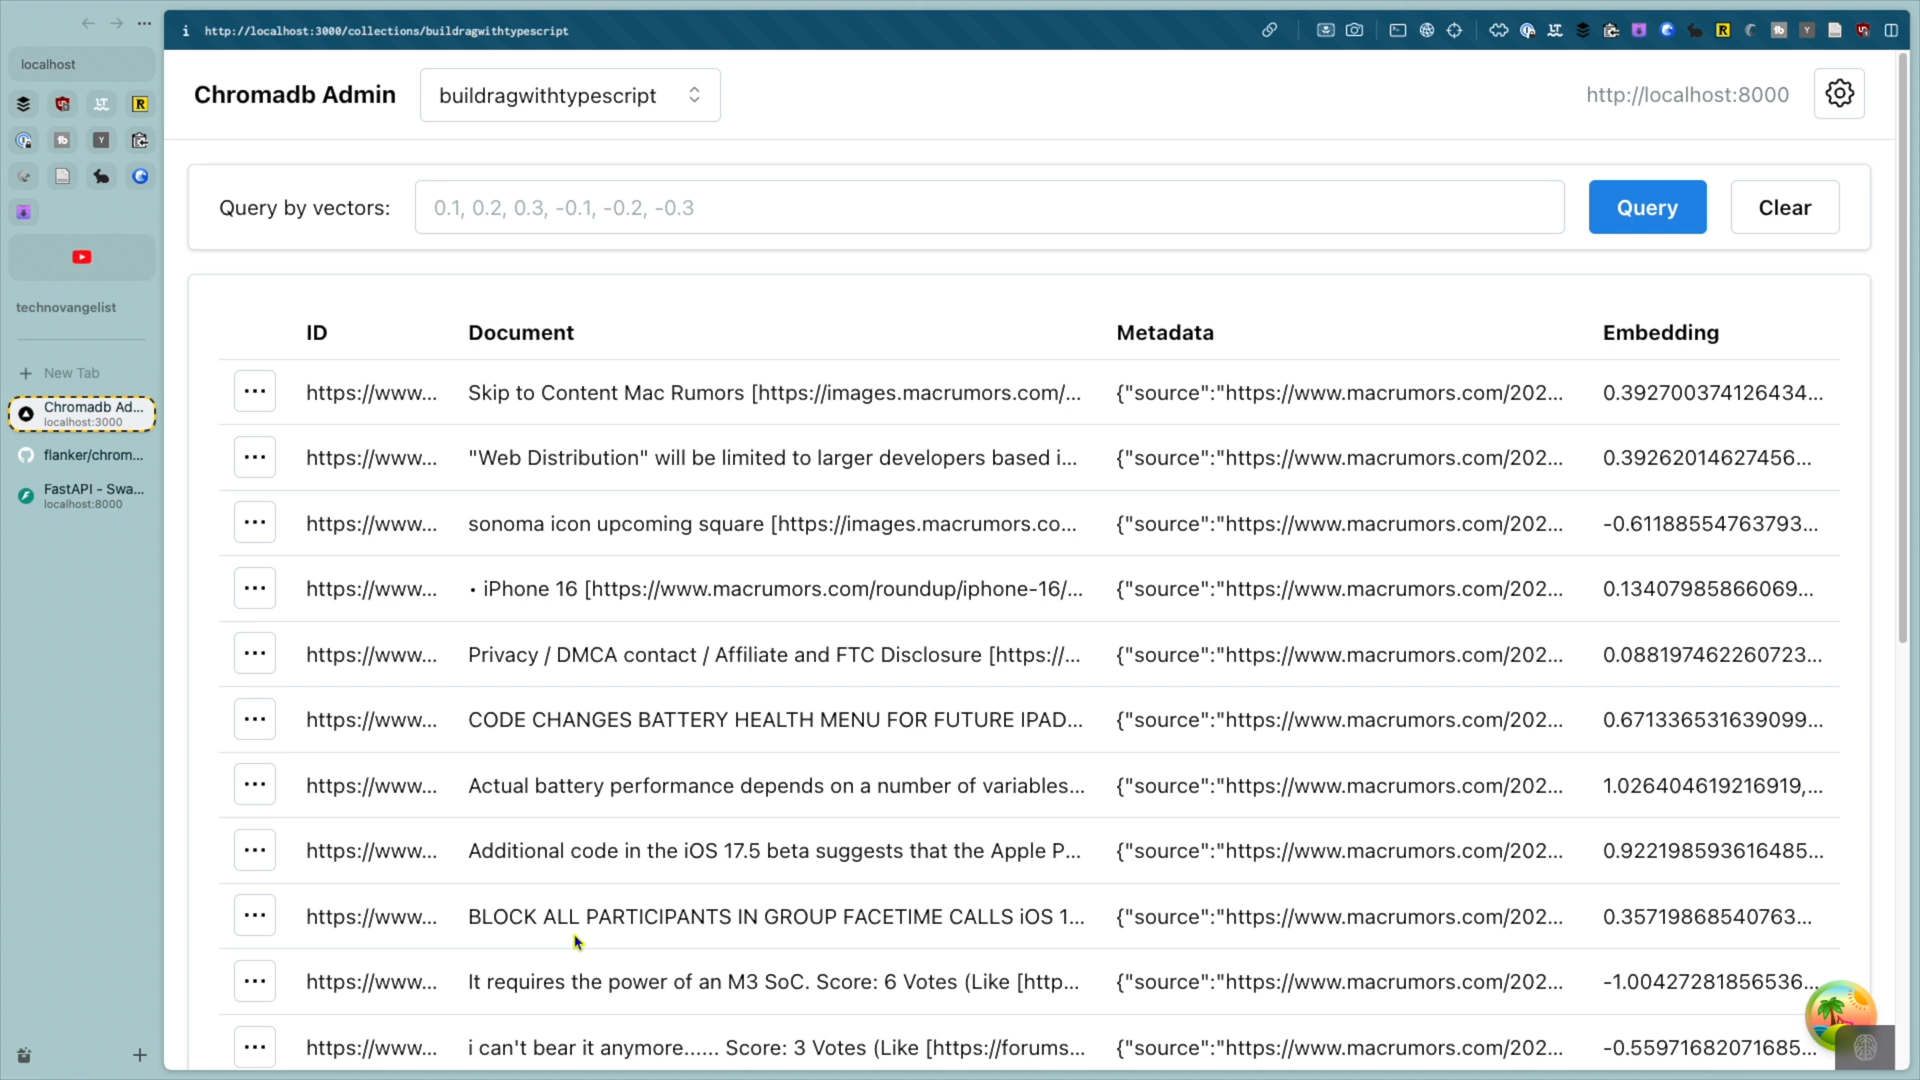 http://localhost:3000/collections/buildragwithtypescript
localhost
technovangelist
New Tab
Chromadb Ad...
localhost:3000
flanker/chrom...
FastAPI - Swa...
localhost:8000
Chromadb Admin
buildragwithtypescript
http://localhost:8000
Query by vectors:
0.1, 0.2, 0.3, -0.1, -0.2, -0.3
Query
Clear
ID Document Metadata Embedding
https://www... Skip to Content Mac Rumors [https://images.macrumors.com/... {"source":"https://www.macrumors.com/202... 0.392700374126434...
https://www... "Web Distribution" will be limited to larger developers based i... {"source":"https://www.macrumors.com/202... 0.39262014627456...
https://www... sonoma icon upcoming square [https://images.macrumors.co... {"source":"https://www.macrumors.com/202... -0.61188554763793...
https://www... • iPhone 16 [https://www.macrumors.com/roundup/iphone-16/... {"source":"https://www.macrumors.com/202... 0.13407985866069...
https://www... Privacy / DMCA contact / Affiliate and FTC Disclosure [https://... {"source":"https://www.macrumors.com/202... 0.088197462260723...
https://www... CODE CHANGES BATTERY HEALTH MENU FOR FUTURE IPAD... {"source":"https://www.macrumors.com/202... 0.671336531639099...
https://www... Actual battery performance depends on a number of variables... {"source":"https://www.macrumors.com/202... 1.026404619216919,...
https://www... Additional code in the iOS 17.5 beta suggests that the Apple P... {"source":"https://www.macrumors.com/202... 0.922198593616485...
https://www... BLOCK ALL PARTICIPANTS IN GROUP FACETIME CALLS iOS 1... {"source":"https://www.macrumors.com/202... 0.35719868540763...
https://www... It requires the power of an M3 SoC. Score: 6 Votes (Like [http... {"source":"https://www.macrumors.com/202... -1.00427281856536...
https://www... i can't bear it anymore...... Score: 3 Votes (Like [https://forums... {"source":"https://www.macrumors.com/202... -0.55971682071685...